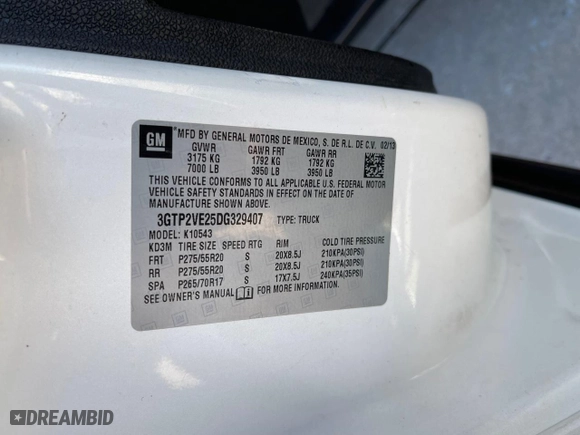 GM
MFD BY GENERAL MOTORS DE MEXICO, S. DE R.L. DE C.V. 02/13
GVWR GAWR FRT GAWR RR
3175 KG 1792 KG 1792 KG
7000 LB 3950 LB 3950 LB
THIS VEHICLE CONFORMS TO ALL APPLICABLE U.S. FEDERAL MOTOR
VEHICLE SAFETY STANDARDS IN EFFECT ON THE DATE OF
MANUFACTURE SHOWN ABOVE.
3GTP2VE25DG329407 TYPE: TRUCK
MODEL: K10543
KD3M TIRE SIZE SPEED RTG RIM COLD TIRE PRESSURE
FRT P275/55R20 S 20X8.5J 210KPA(30PSI)
RR P275/55R20 S 20X8.5J 210KPA(30PSI)
SPA P265/70R17 S 17X7.5J 240KPA(35PSI)
SEE OWNER'S MANUAL FOR MORE INFORMATION.
DREAMBID